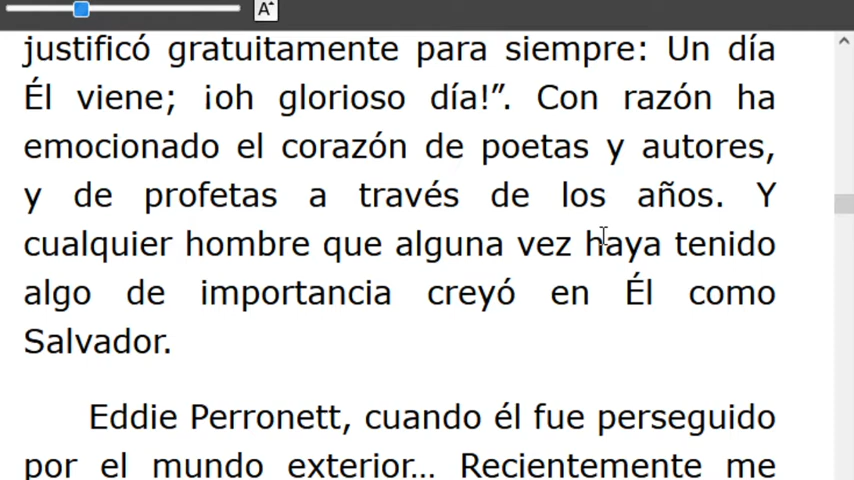 A
justificó gratuitamente para siempre: Un día
Él viene; ¡oh glorioso día!”. Con razón ha
emocionado el corazón de poetas y autores,
y de profetas a través de los años. Y
cualquier hombre que alguna vez haya tenido
algo de importancia creyó en Él como
Salvador.
Eddie Perronett, cuando él fue perseguido
por el mundo exterior... Recientemente me